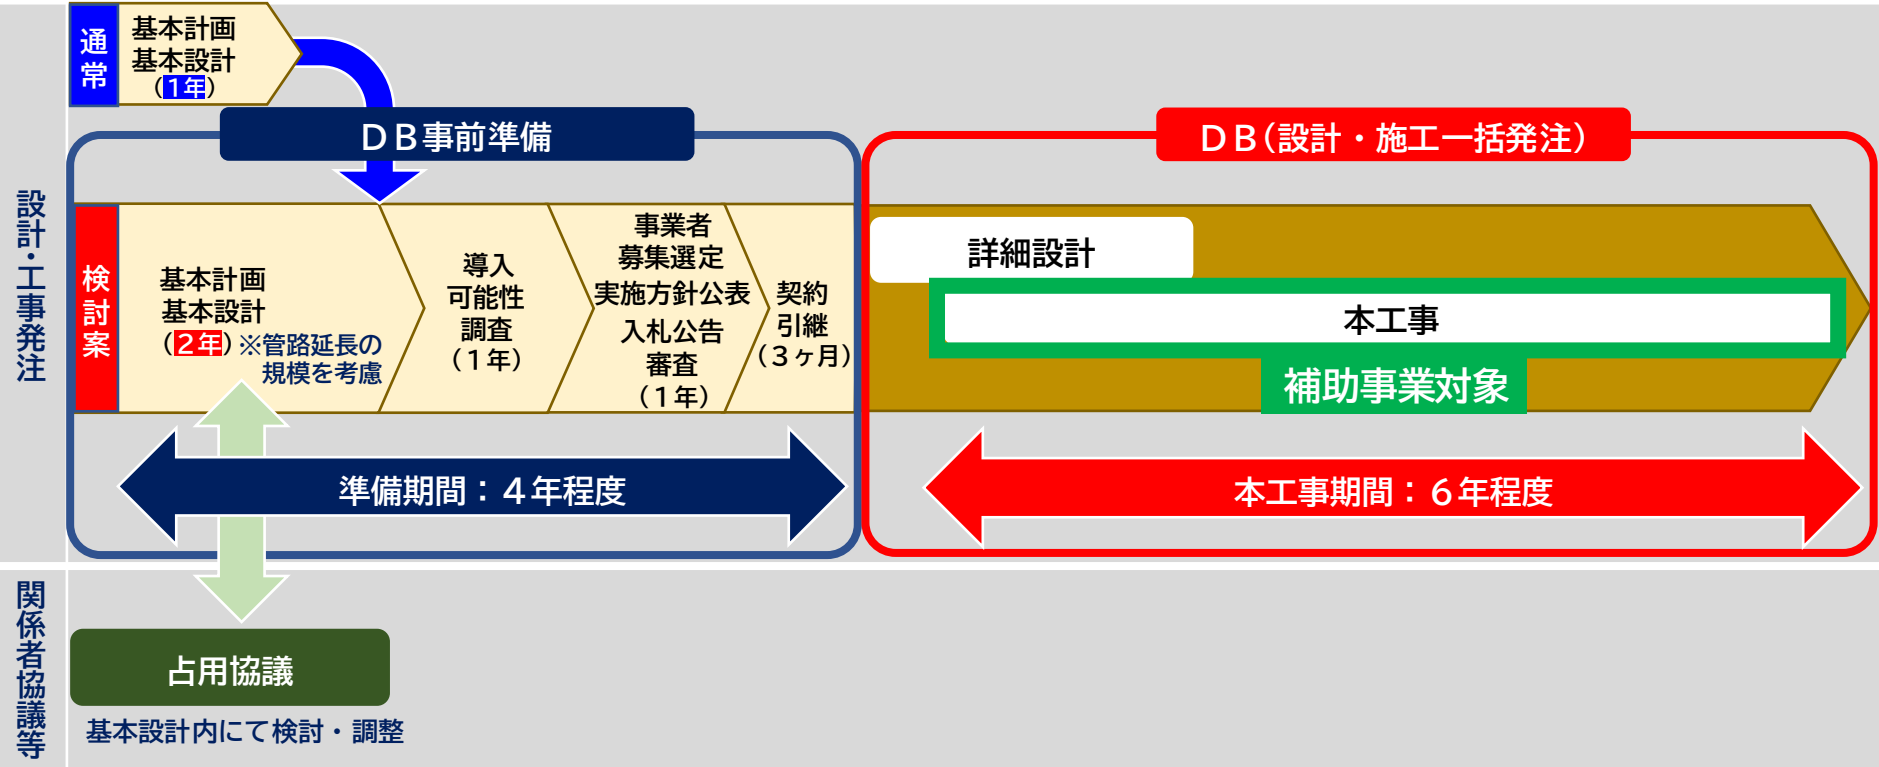 通常
基本計画
基本設計
（１年）
ＤＢ事前準備
ＤＢ（設計・施工一括発注）
設計・工事発注
検討案
基本計画
基本設計
（２年）
※管路延長の
規模を考慮
導入
可能性
調査
（１年）
事業者
募集選定
実施方針公表
入札公告
審査
（１年）
契約
引継
（３ヶ月）
詳細設計
本工事
補助事業対象
準備期間：４年程度
本工事期間：６年程度
関係者協議等
占用協議
基本設計内にて検討・調整